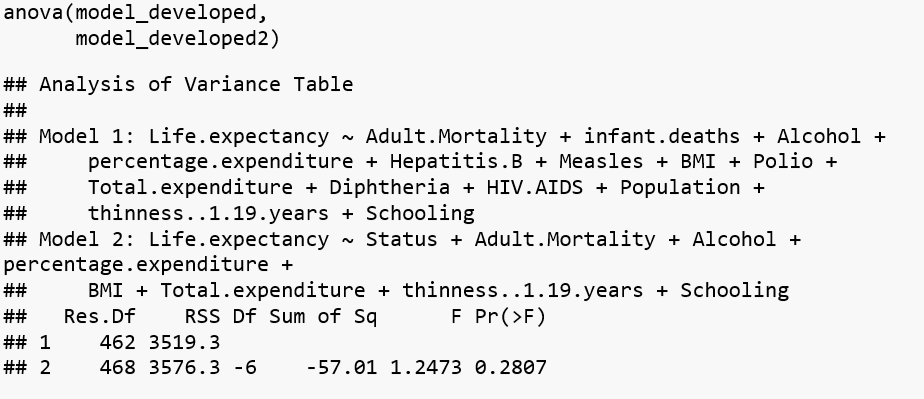 anova(model_developed,
      model_developed2)
## Analysis of Variance Table
##
## Model 1: Life.expectancy ~ Adult.Mortality + infant.deaths + Alcohol +
##     percentage.expenditure + Hepatitis.B + Measles + BMI + Polio +
##     Total.expenditure + Diphtheria + HIV.AIDS + Population +
##     thinness..1.19.years + Schooling
## Model 2: Life.expectancy ~ Status + Adult.Mortality + Alcohol +
percentage.expenditure +
##     BMI + Total.expenditure + thinness..1.19.years + Schooling
##   Res.Df    RSS Df Sum of Sq      F Pr(>F)
## 1    462 3519.3
## 2    468 3576.3 -6    -57.01 1.2473 0.2807